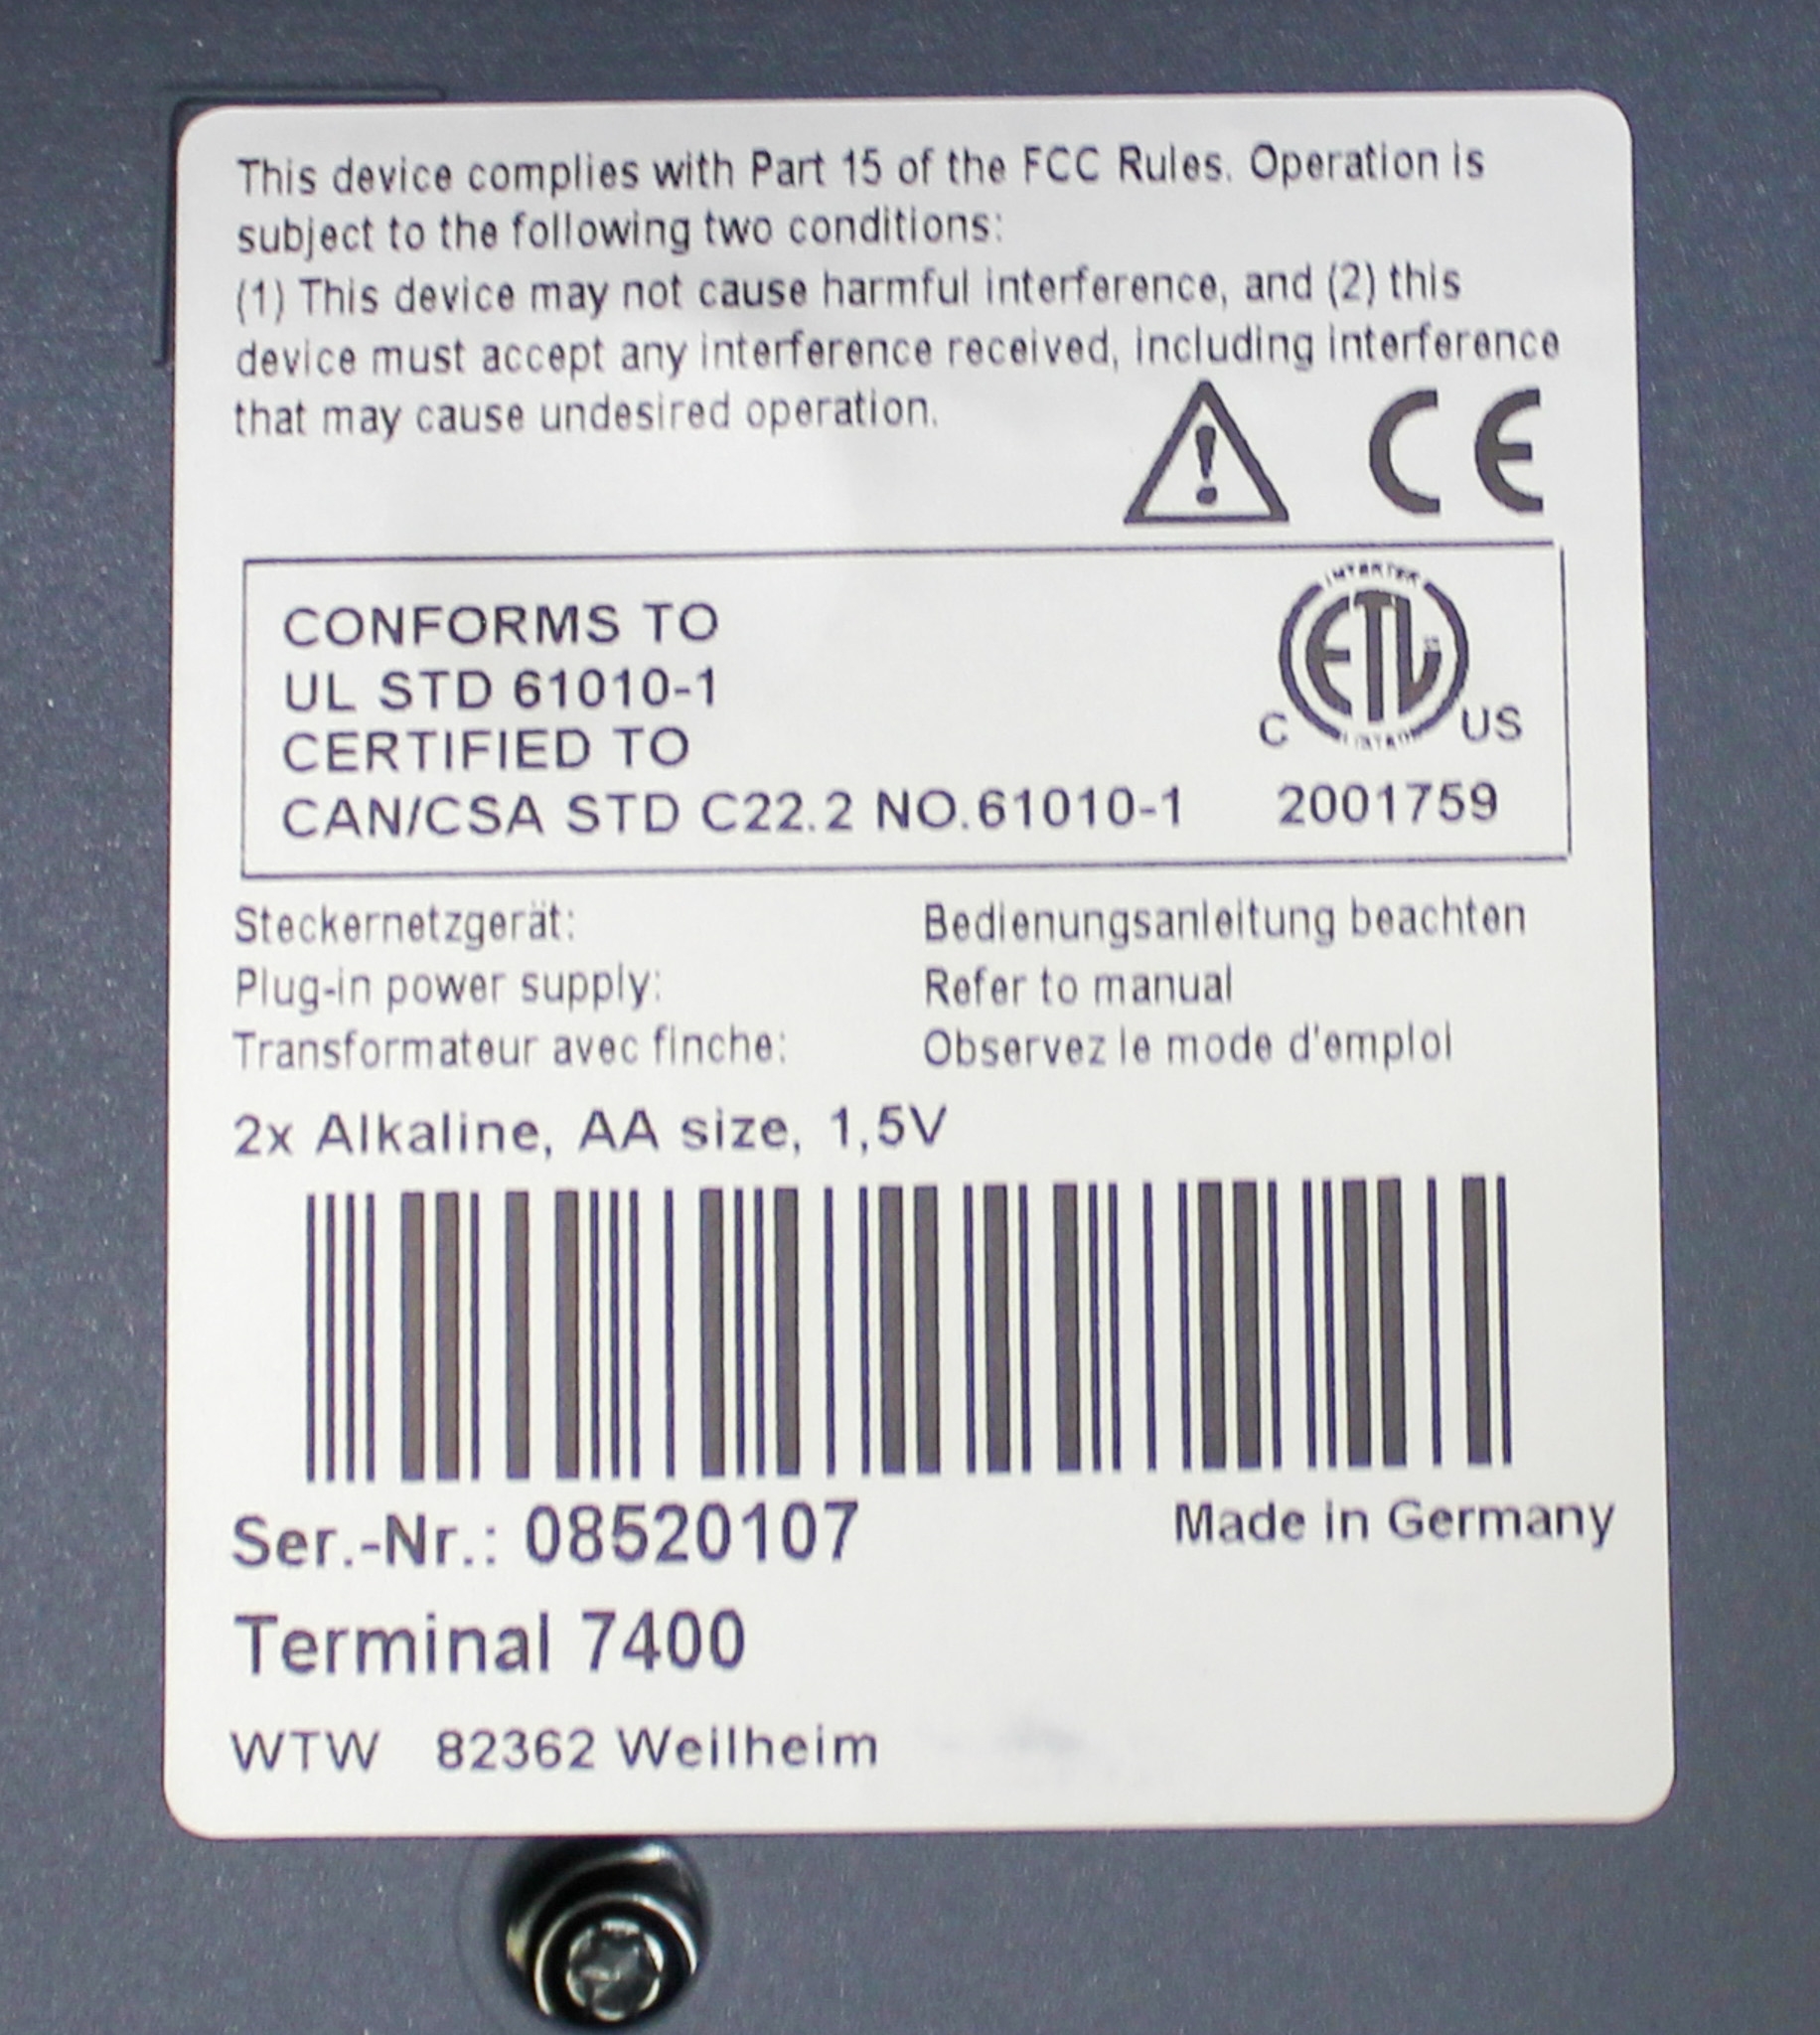 This device complies with Part 15 of the FCC Rules. Operation is
subject to the following two conditions:
(1) This device may not cause harmful interference, and (2) this
device must accept any interference received, including interference
that may cause undesired operation.
CE
CONFORMS TO
UL STD 61010-1
CERTIFIED TO
CAN/CSA STD C22.2 NO.61010-1
INTERTEK
ETL
LISTED
C US
2001759
Steckernetzgerät: Bedienungsanleitung beachten
Plug-in power supply: Refer to manual
Transformateur avec finche: Observez le mode d'emploi
2x Alkaline, AA size, 1,5V
Ser.-Nr.: 08520107 Made in Germany
Terminal 7400
WTW 82362 Weilheim